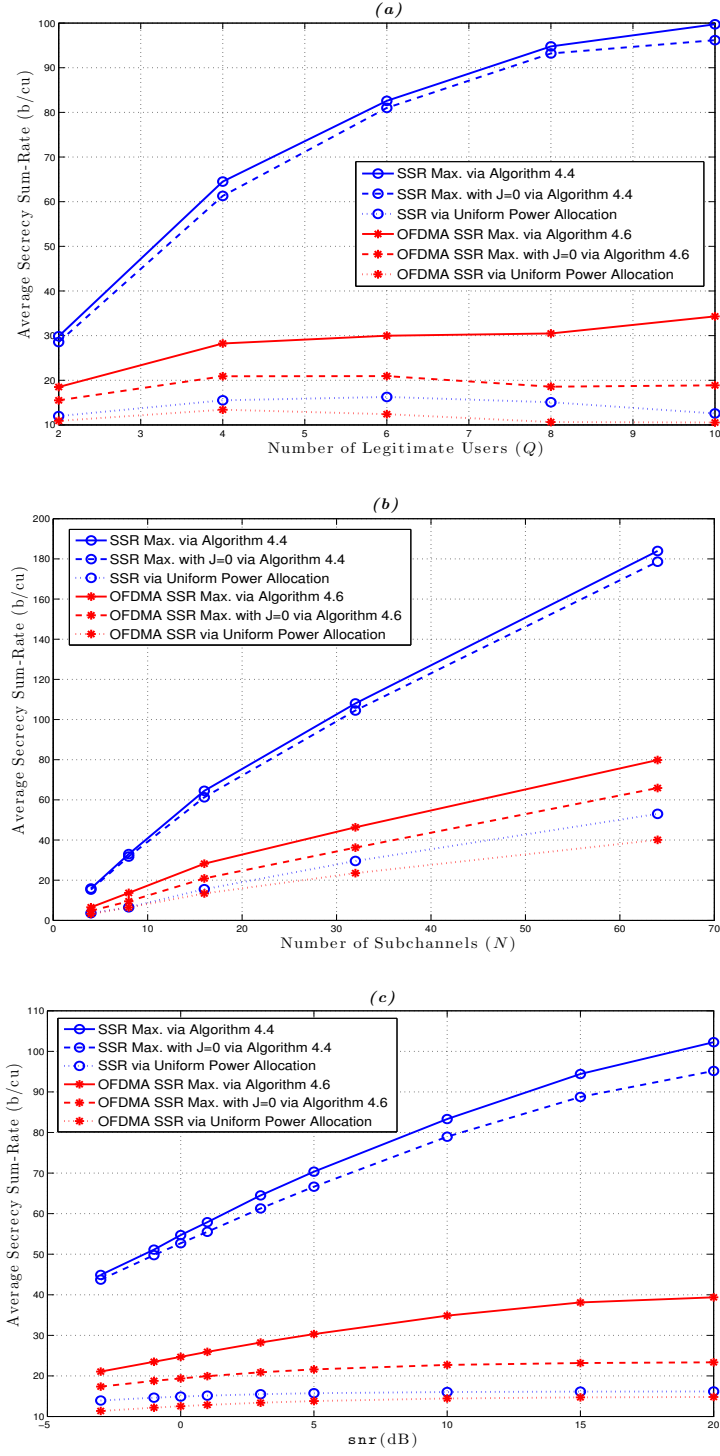 (a)
100
90
80
70
60
50
40
30
20
10
Average Secrecy Sum-Rate (b/cu)
SSR Max. via Algorithm 4.4
SSR Max. with J=0 via Algorithm 4.4
SSR via Uniform Power Allocation
OFDMA SSR Max. via Algorithm 4.6
OFDMA SSR Max. with J=0 via Algorithm 4.6
OFDMA SSR via Uniform Power Allocation
2 3 4 5 6 7 8 9 10
Number of Legitimate Users (Q)
(b)
200
180
160
140
120
100
80
60
40
20
0
Average Secrecy Sum-Rate (b/cu)
SSR Max. via Algorithm 4.4
SSR Max. with J=0 via Algorithm 4.4
SSR via Uniform Power Allocation
OFDMA SSR Max. via Algorithm 4.6
OFDMA SSR Max. with J=0 via Algorithm 4.6
OFDMA SSR via Uniform Power Allocation
0 10 20 30 40 50 60 70
Number of Subchannels (N)
(c)
110
100
90
80
70
60
50
40
30
20
10
Average Secrecy Sum-Rate (b/cu)
SSR Max. via Algorithm 4.4
SSR Max. with J=0 via Algorithm 4.4
SSR via Uniform Power Allocation
OFDMA SSR Max. via Algorithm 4.6
OFDMA SSR Max. with J=0 via Algorithm 4.6
OFDMA SSR via Uniform Power Allocation
−5 0 5 10 15 20
snr(dB)